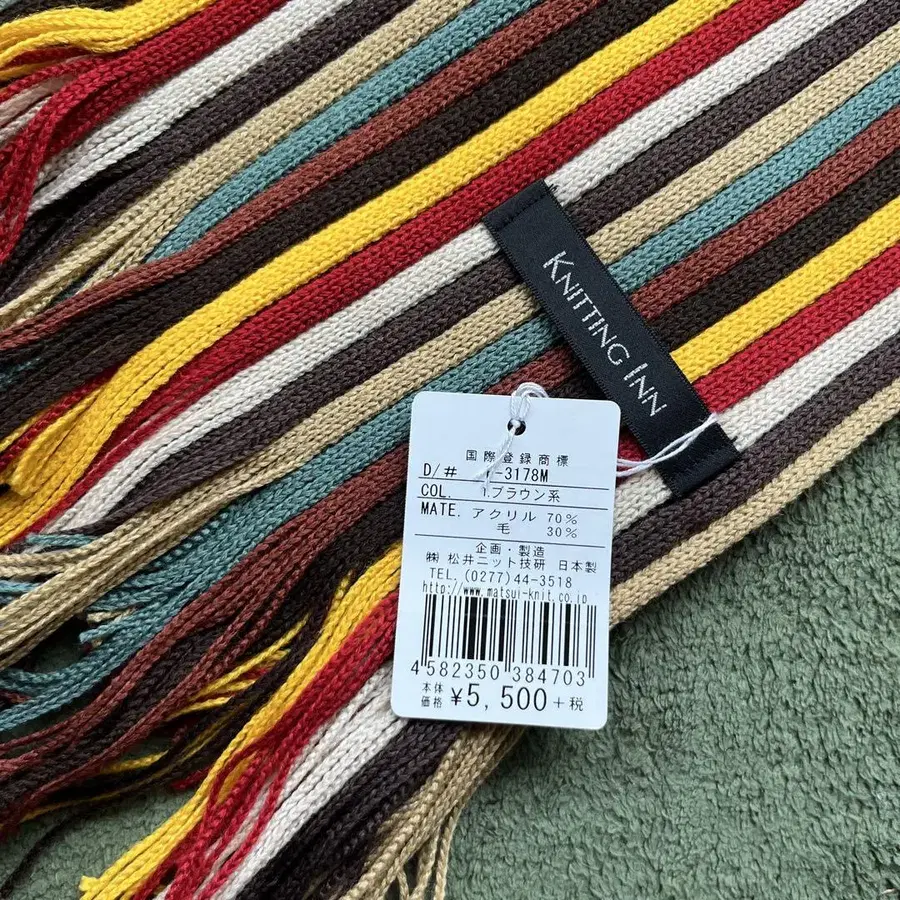 KNITTING INN
国際登録商標
D/# -3178M
COL. 1.ブラウン系
MATE. アクリル 70%
毛 30%
企画・製造
㈱ 松井ニット技研 日本製
TEL. (0277)44-3518
http://www.matsui-knit.co.jp
4582350 384703
本体価格 ¥5,500+税